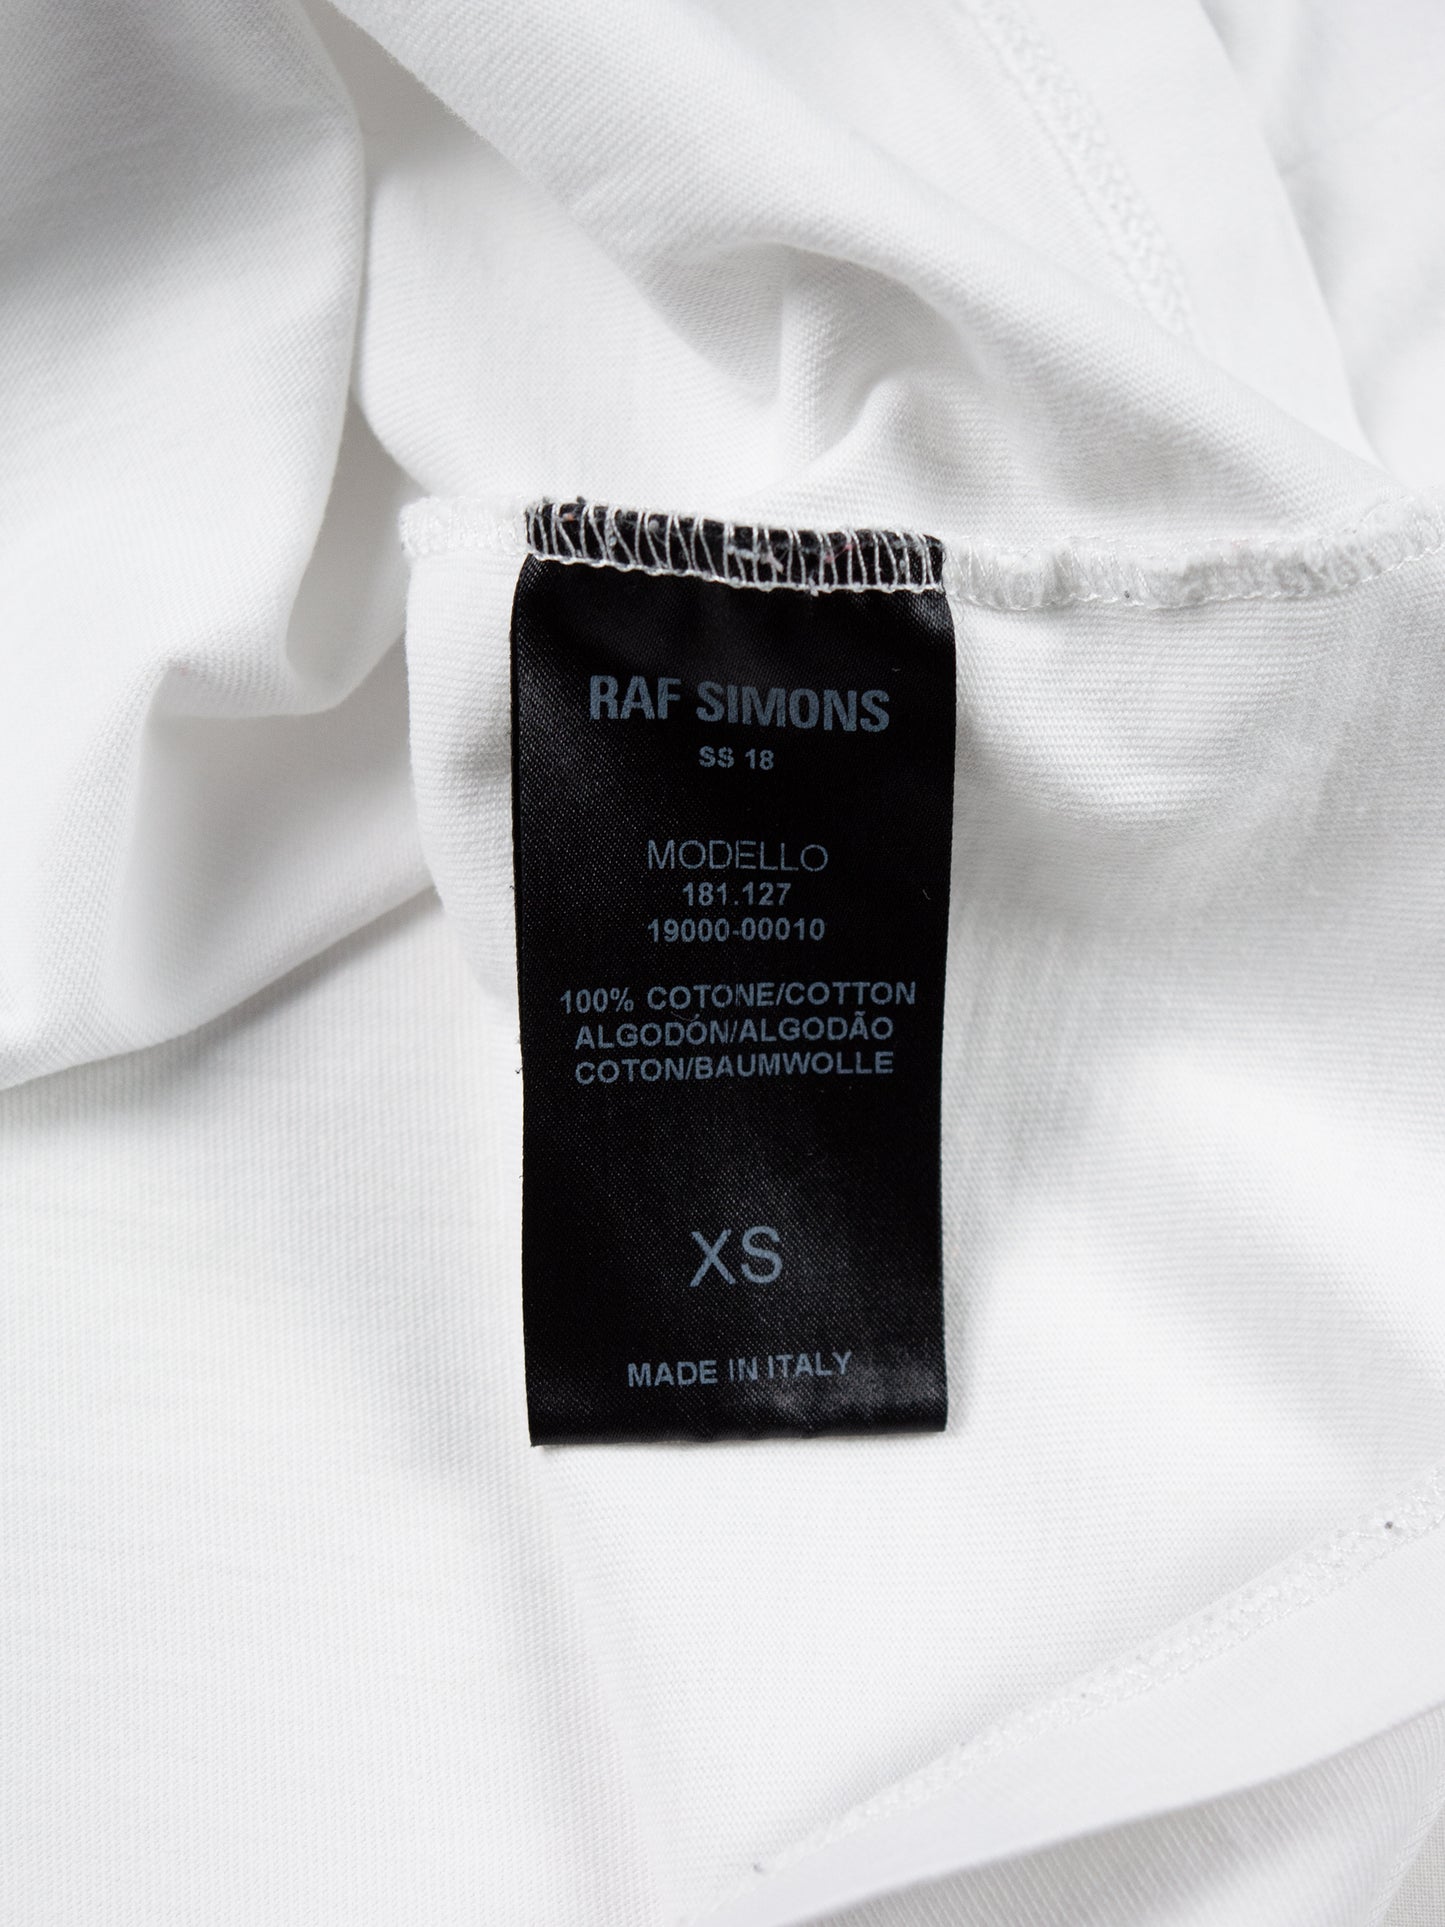 RAF SIMONS
SS 18
MODELLO
181.127
19000-00010
100% COTONE/COTTON
ALGODÓN/ALGODÃO
COTON/BAUMWOLLE
XS
MADE IN ITALY